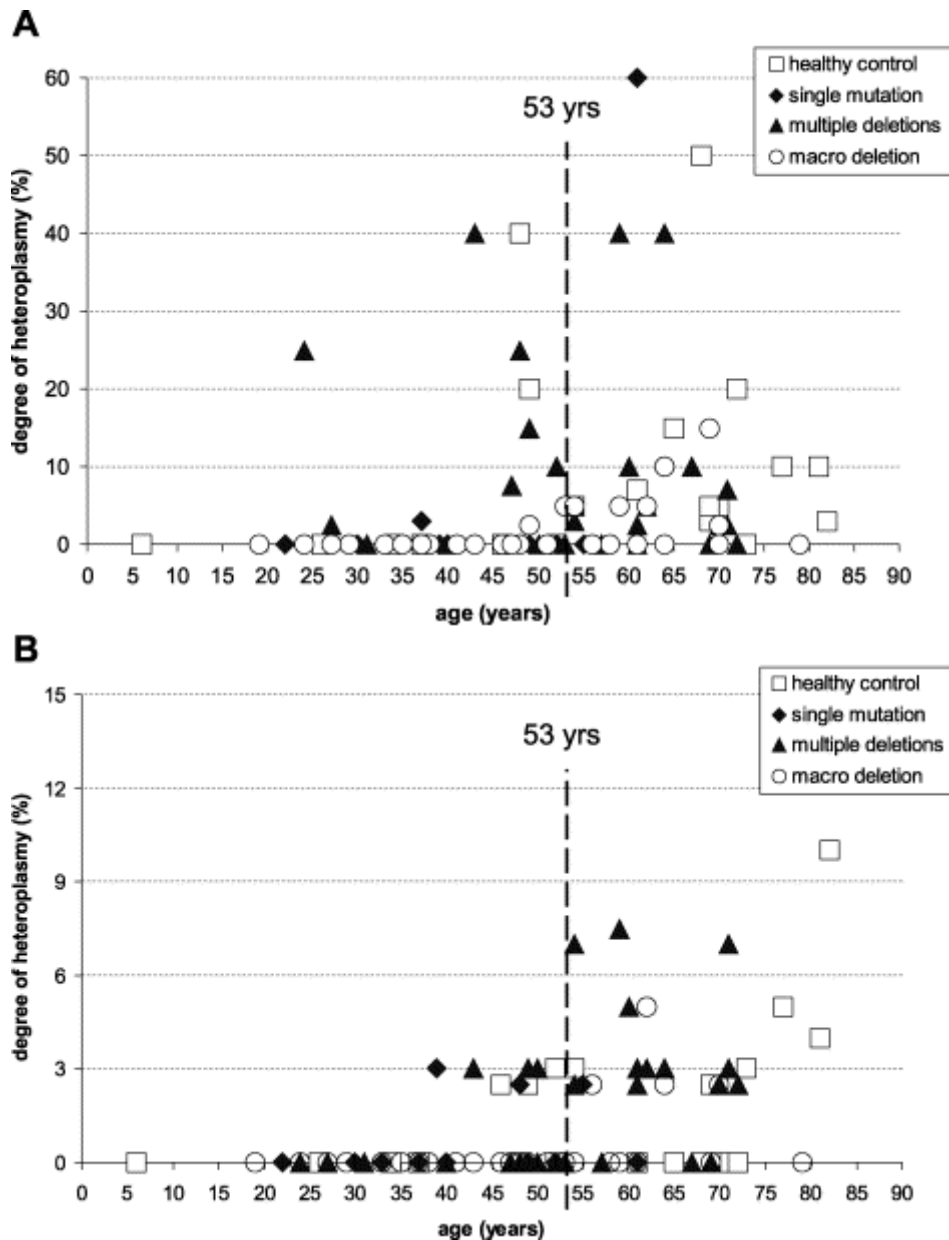 A
healthy control
single mutation
multiple deletions
macro deletion
53 yrs
degree of heteroplasmy (%)
60
50
40
30
20
10
0
0 5 10 15 20 25 30 35 40 45 50 55 60 65 70 75 80 85 90
age (years)
B
healthy control
single mutation
multiple deletions
macro deletion
53 yrs
degree of heteroplasmy (%)
15
12
9
6
3
0
0 5 10 15 20 25 30 35 40 45 50 55 60 65 70 75 80 85 90
age (years)